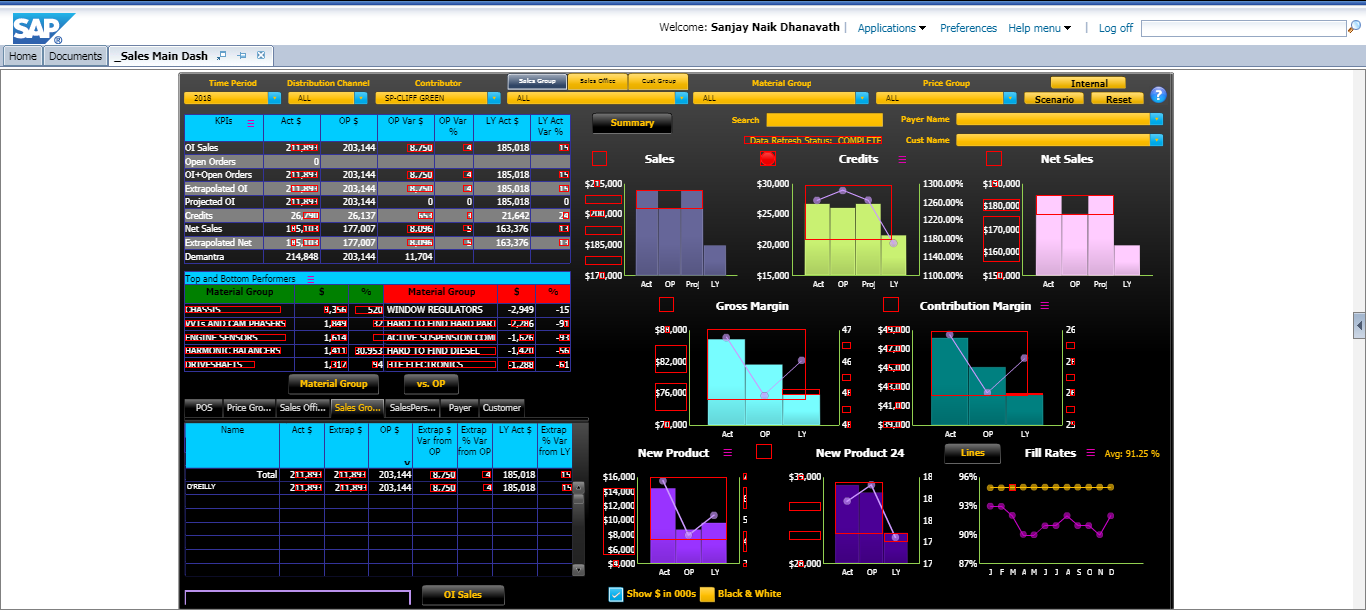 SAP
Welcome: Sanjay Naik Dhanavath | Applications Preferences Help menu | Log off
Home Documents _Sales Main Dash
Time Period Distribution Channel Contributor Sales Group Sales Office Cust Group Material Group Price Group Internal
2018 ALL SP-CLIFF GREEN ALL ALL ALL Scenario Reset ?
KPIs Act $ OP $ OP Var $ OP Var % LY Act $ LY Act Var %
Summary Search Payer Name
Data Refresh Status: COMPLETE Cust Name
OI Sales 211,893 203,144 8,750 4 185,018 15
Open Orders 0
OI+Open Orders 211,893 203,144 8,750 4 185,018 15
Extrapolated OI 211,893 203,144 8,750 4 185,018 15
Projected OI 211,893 203,144 0 0 185,018 0
Credits 26,790 26,137 653 3 21,642 24
Net Sales 185,103 177,007 8,096 5 163,376 13
Extrapolated Net 185,103 177,007 8,096 5 163,376 13
Demantra 214,848 203,144 11,704
Sales
$215,000
$200,000
$185,000
$170,000
Act OP Proj LY
Credits
$30,000 1300.00%
1260.00%
$25,000 1220.00%
$20,000 1180.00%
1140.00%
$15,000 1100.00%
Act OP Proj LY
Net Sales
$190,000
$180,000
$170,000
$160,000
$150,000
Act OP Proj LY
Top and Bottom Performers
Material Group $ % Material Group $ %
CHASSIS 9,356 520 WINDOW REGULATORS -2,949 -15
VVTs AND CAM PHASERS 1,849 37 HARD TO FIND HARD PART -2,286 -91
ENGINE SENSORS 1,614 ACTIVE SUSPENSION COM -1,626 -93
HARMONIC BALANCERS 1,411 30,953 HARD TO FIND DIESEL -1,420 -56
DRIVESHAFTS 1,317 94 HTE ELECTRONICS -1,288 -61
Material Group vs. OP
Gross Margin
$88,000 47
$82,000 46
$76,000
$70,000
Act OP LY
Contribution Margin
$49,000 26
$47,000
$45,000
$43,000
$41,000
$39,000
Act OP LY
POS Price Gro... Sales Offi... Sales Gro... SalesPers... Payer Customer
Name Act $ Extrap $ OP $ Extrap $ Var from OP Extrap % Var from OP LY Act $ Extrap % Var from LY
Total 211,893 211,893 203,144 8,750 4 185,018 15
O'REILLY 211,893 211,893 203,144 8,750 4 185,018 15
New Product
$16,000
$14,000
$12,000
$10,000
$8,000
$6,000
$4,000
Act OP LY
New Product 24
$33,000 18
18
18
17
$28,000 17
Act OP LY
Lines Fill Rates Avg: 91.25 %
96%
93%
90%
87%
J F M A M J J A S O N D
OI Sales Show $ in 000s Black & White